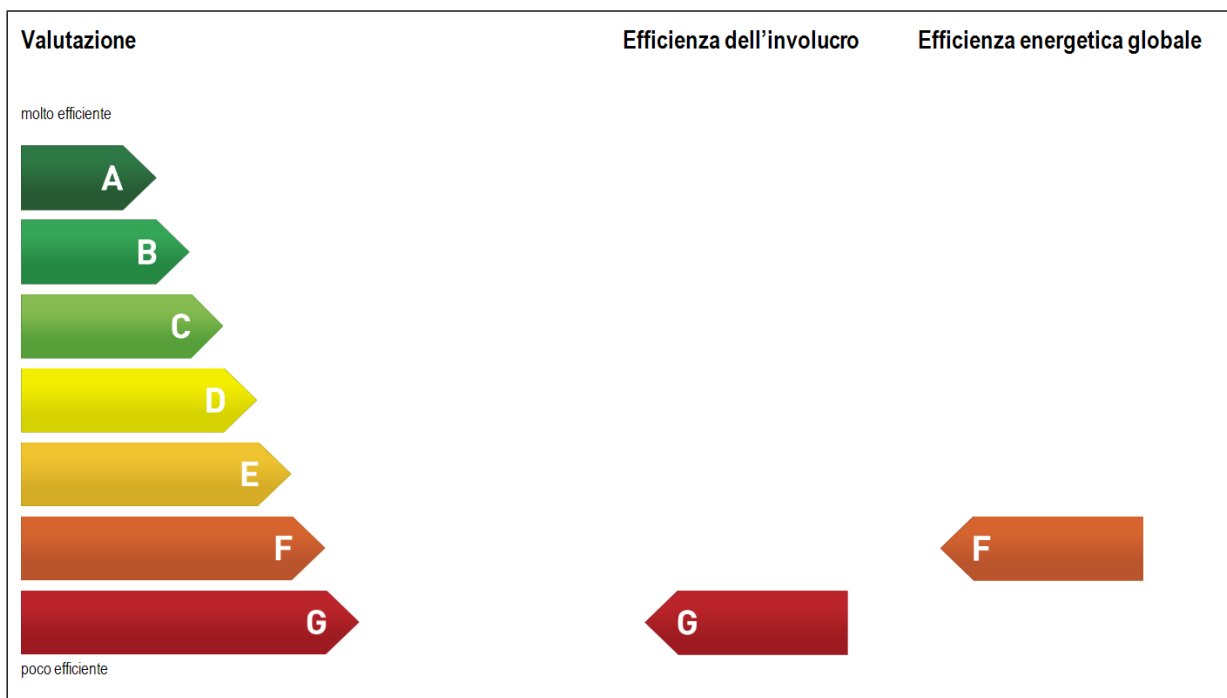 Valutazione Efficienza dell'involucro Efficienza energetica globale
molto efficiente
A
B
C
D
E
F F
G G
poco efficiente